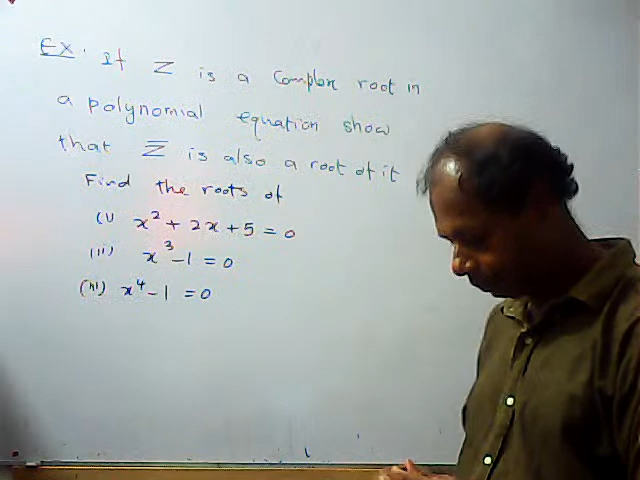 Ex. If Z is a Complex root in
a polynomial equation show
that Z̅ is also a root of it
Find the roots of
(i) x² + 2x + 5 = 0
(ii) x³ - 1 = 0
(iii) x⁴ - 1 = 0